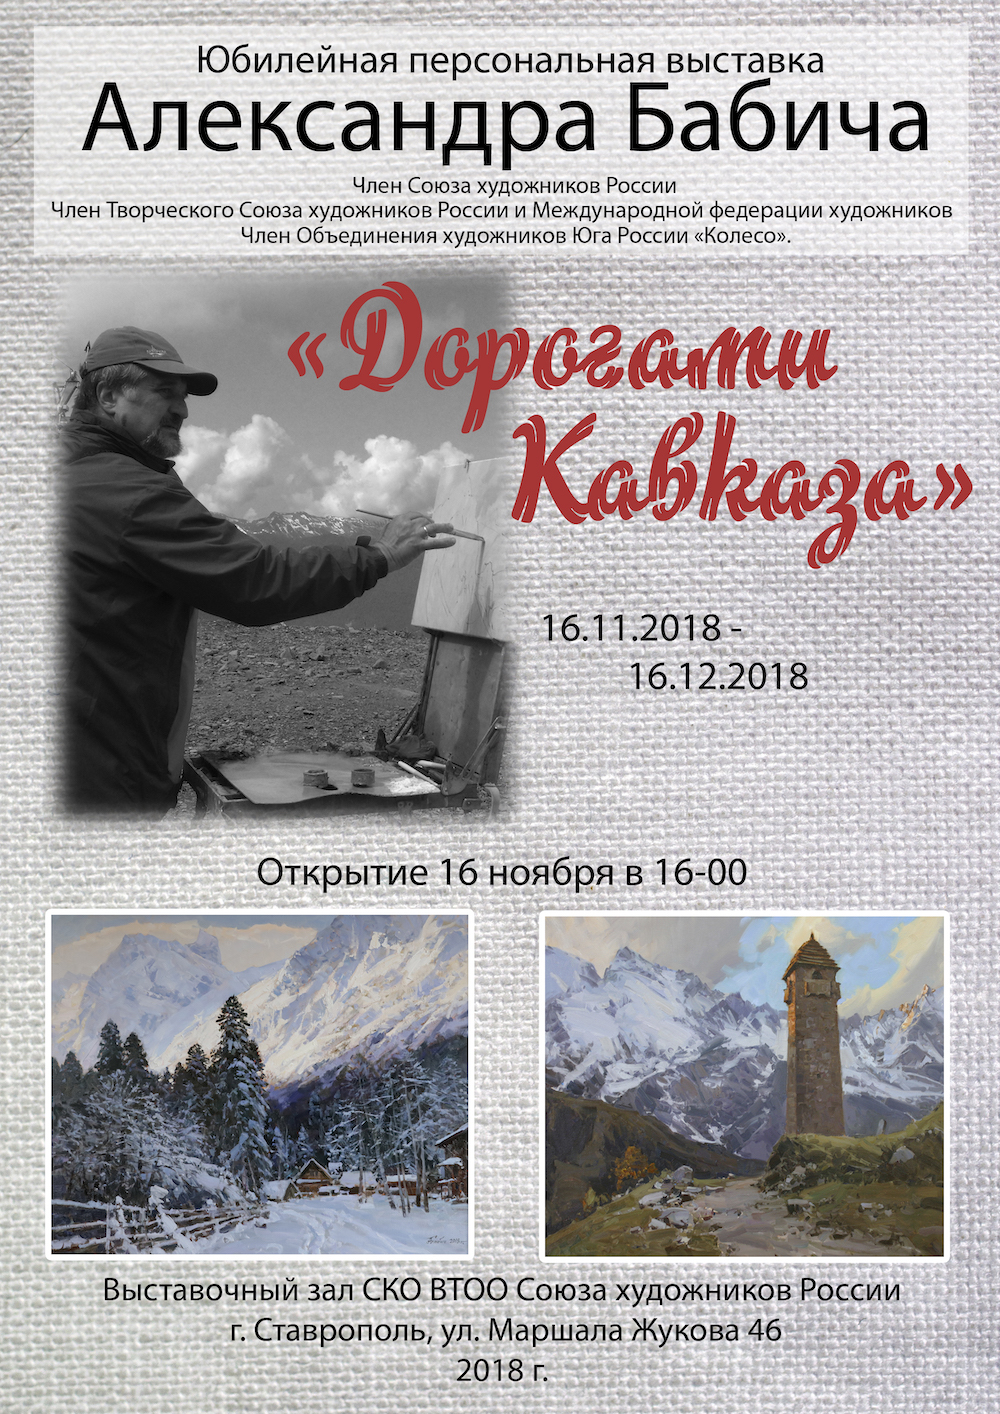 Юбилейная персональная выставка
Александра Бабича
Член Союза художников России
Член Творческого Союза художников России и Международной федерации художников
Член Объединения художников Юга России «Колесо».
«Дорогами
Кавказа»
16.11.2018 -
16.12.2018
Открытие 16 ноября в 16-00
Выставочный зал СКО ВТОО Союза художников России
г. Ставрополь, ул. Маршала Жукова 46
2018 г.